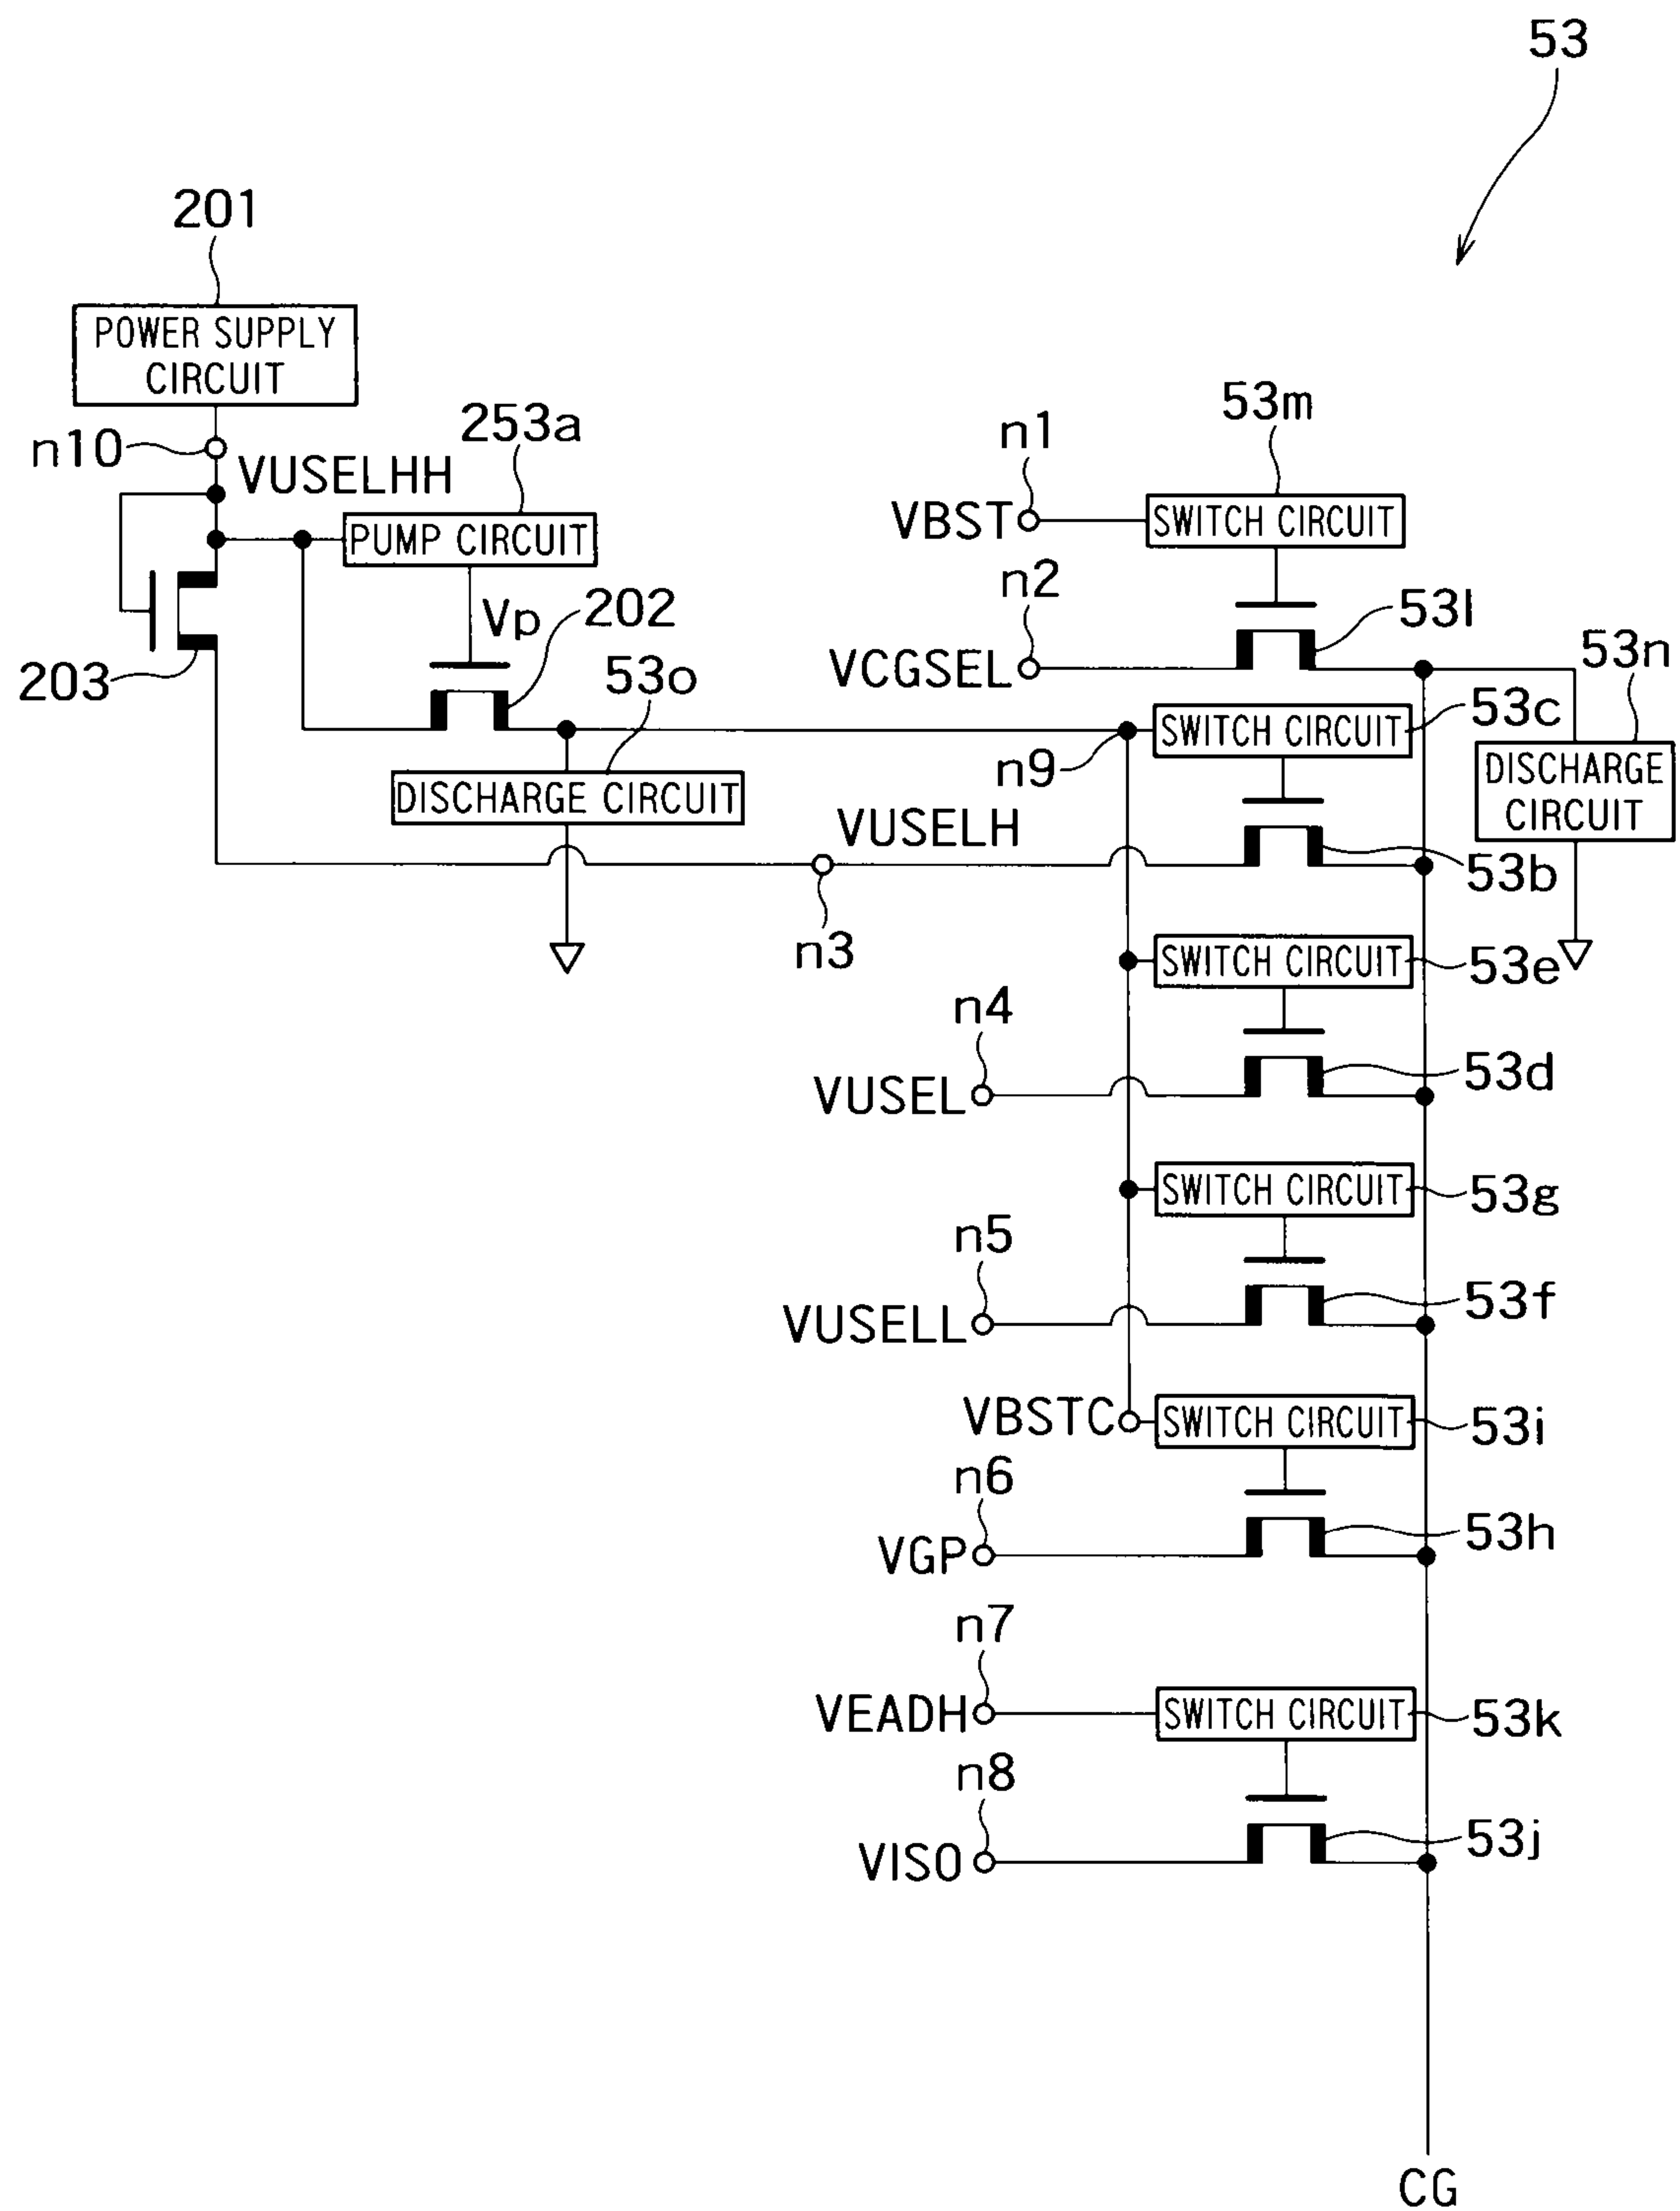 53
201
POWER SUPPLY
CIRCUIT
n10
VUSELHH
253a
PUMP CIRCUIT
Vp
202
203
53o
DISCHARGE CIRCUIT
n1
VBST
53m
SWITCH CIRCUIT
n2
VCGSEL
53l
53n
DISCHARGE
CIRCUIT
n9
SWITCH CIRCUIT
53c
VUSELH
n3
53b
SWITCH CIRCUIT
53e
n4
VUSEL
53d
SWITCH CIRCUIT
53g
n5
VUSELL
53f
VBSTC
SWITCH CIRCUIT
53i
n6
VGP
53h
n7
VEADH
SWITCH CIRCUIT
53k
n8
VISO
53j
CG